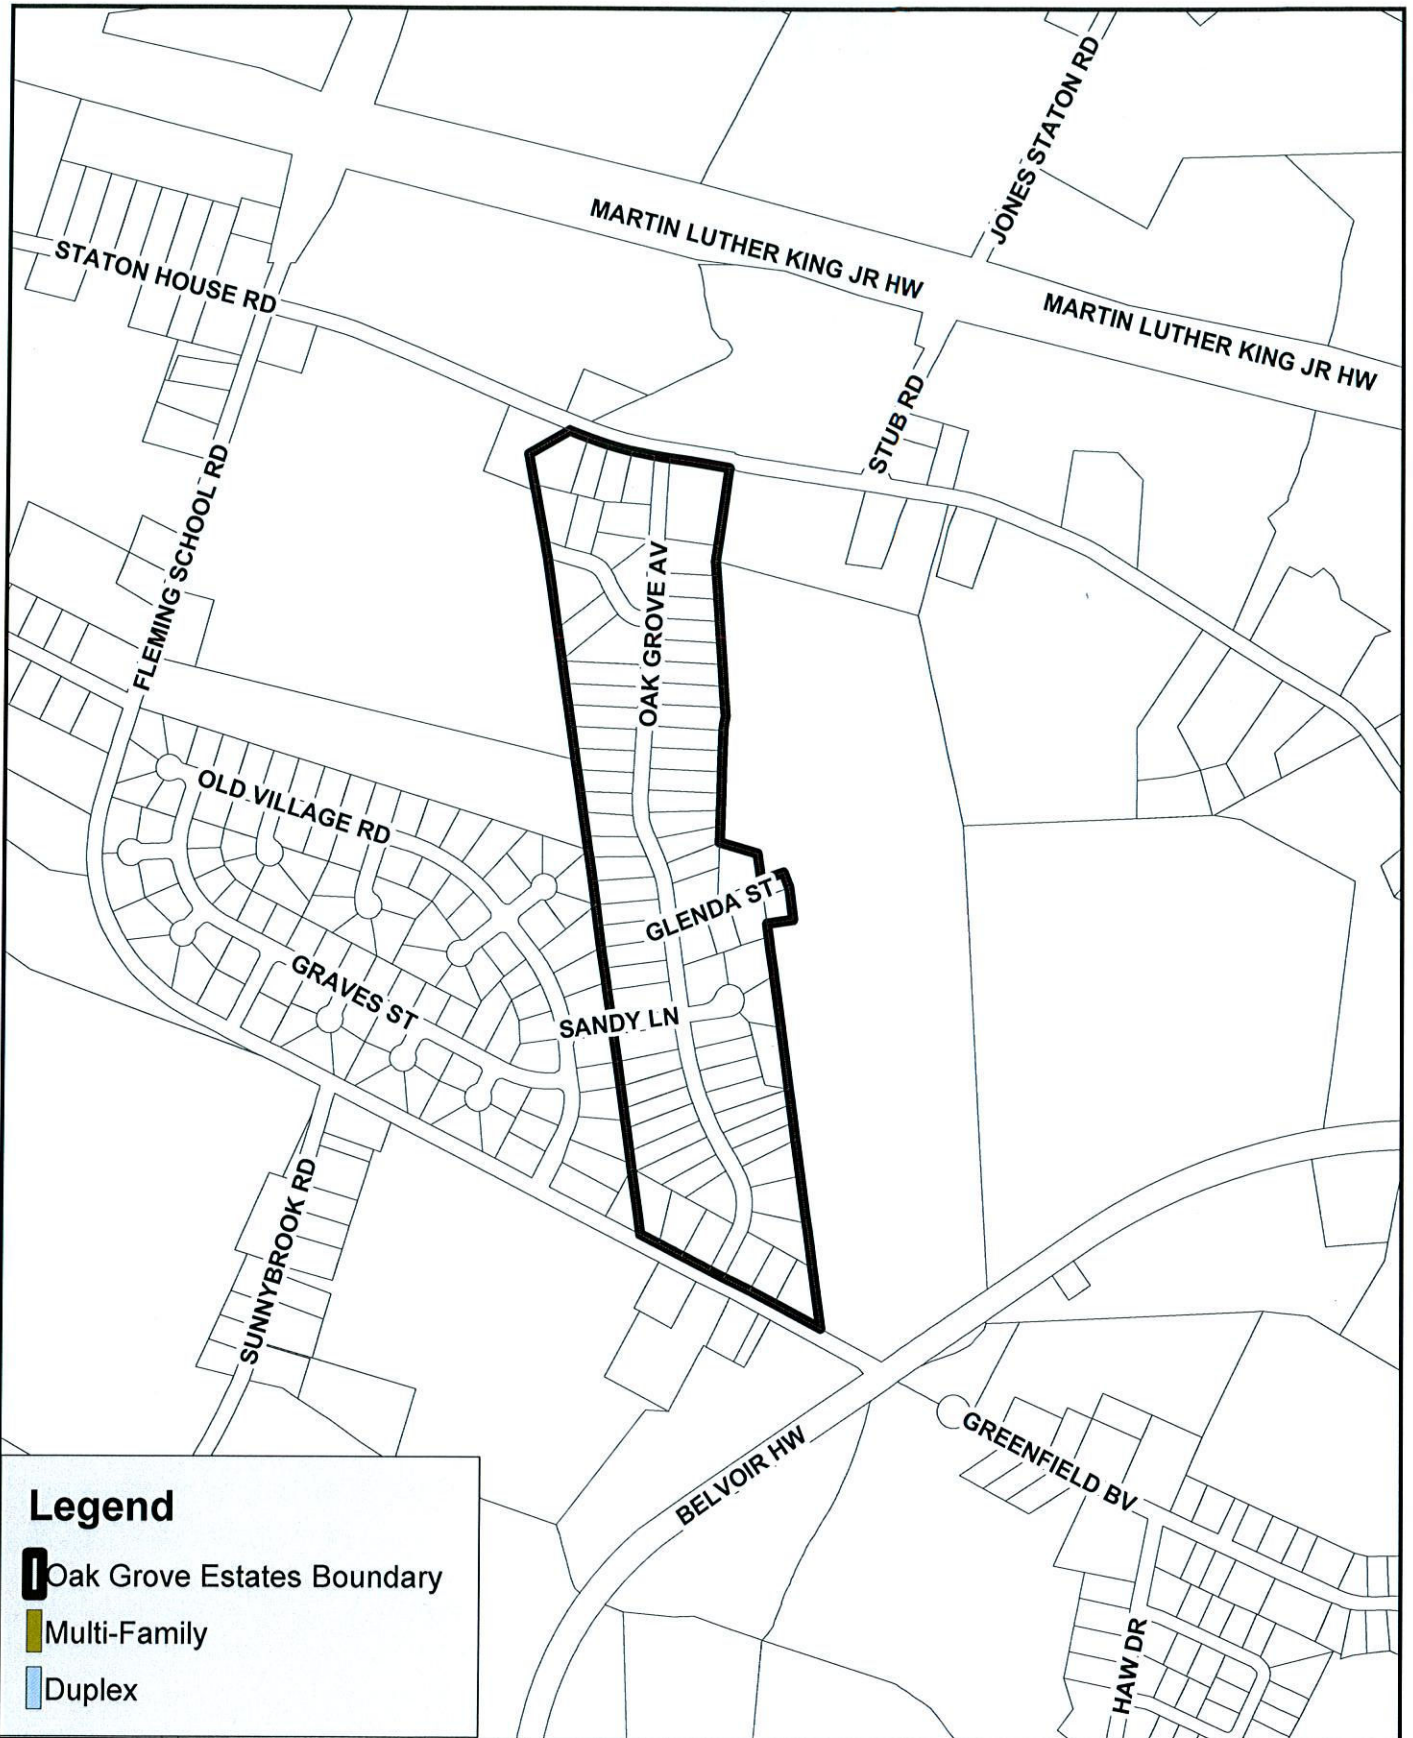 JONES STATON RD
MARTIN LUTHER KING JR HW
STATON HOUSE RD
MARTIN LUTHER KING JR HW
STUB RD
FLEMING SCHOOL RD
OAK GROVE AV
OLD VILLAGE RD
GLENDA ST
GRAVES ST
SANDY LN
SUNNYBROOK RD
GREENFIELD BV
BELVOIR HW
HAW DR
Legend
Oak Grove Estates Boundary
Multi-Family
Duplex